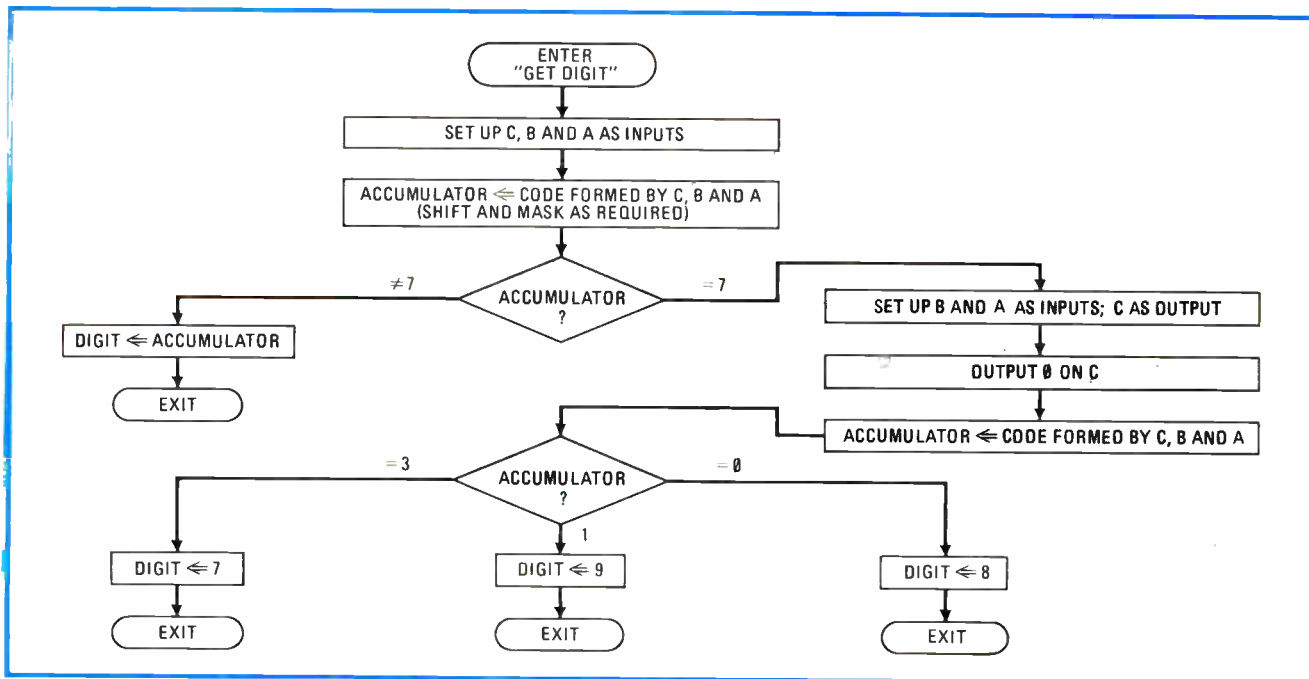 ENTER
"GET DIGIT"
SET UP C, B AND A AS INPUTS
ACCUMULATOR ⇐ CODE FORMED BY C, B AND A
(SHIFT AND MASK AS REQUIRED)
≠7
ACCUMULATOR
?
=7
DIGIT ⇐ ACCUMULATOR
EXIT
SET UP B AND A AS INPUTS; C AS OUTPUT
OUTPUT Ø ON C
ACCUMULATOR ⇐ CODE FORMED BY C, B AND A
=3
ACCUMULATOR
?
=Ø
1
DIGIT ⇐ 7
EXIT
DIGIT ⇐ 9
EXIT
DIGIT ⇐ 8
EXIT